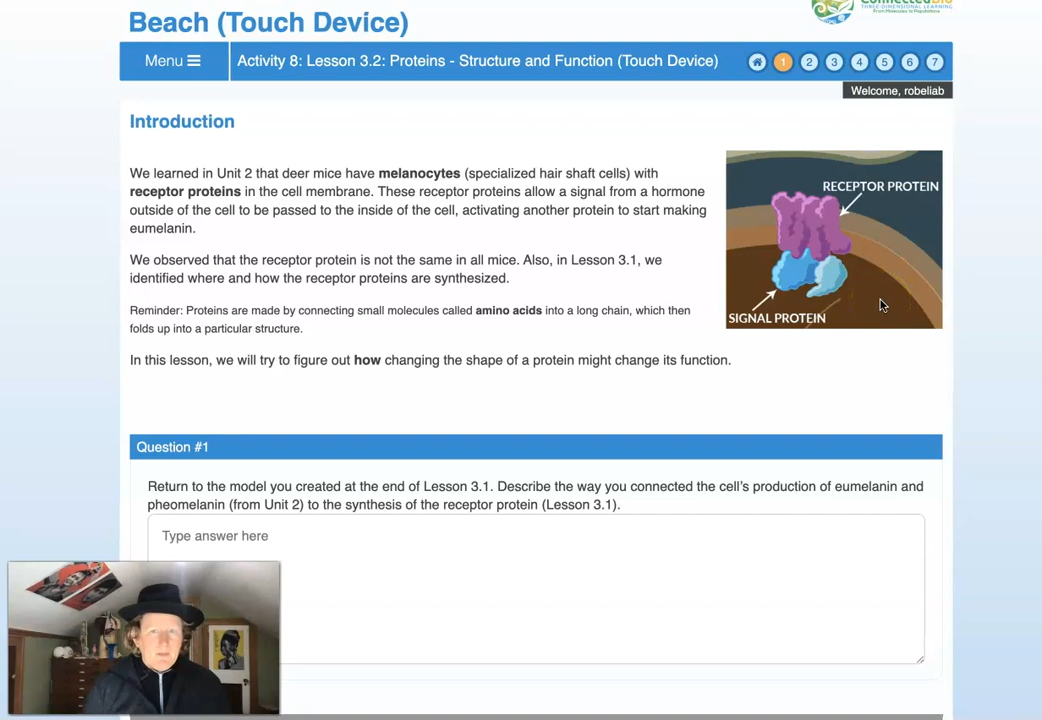 ConnectedBio
THREE-DIMENSIONAL LEARNING
From Molecules to Populations
Beach (Touch Device)
Menu ☰ Activity 8: Lesson 3.2: Proteins - Structure and Function (Touch Device) 1 2 3 4 5 6 7
Welcome, robeliab
Introduction
We learned in Unit 2 that deer mice have melanocytes (specialized hair shaft cells) with
receptor proteins in the cell membrane. These receptor proteins allow a signal from a hormone
outside of the cell to be passed to the inside of the cell, activating another protein to start making
eumelanin.
We observed that the receptor protein is not the same in all mice. Also, in Lesson 3.1, we
identified where and how the receptor proteins are synthesized.
Reminder: Proteins are made by connecting small molecules called amino acids into a long chain, which then
folds up into a particular structure.
In this lesson, we will try to figure out how changing the shape of a protein might change its function.
RECEPTOR PROTEIN
SIGNAL PROTEIN
Question #1
Return to the model you created at the end of Lesson 3.1. Describe the way you connected the cell's production of eumelanin and
pheomelanin (from Unit 2) to the synthesis of the receptor protein (Lesson 3.1).
Type answer here